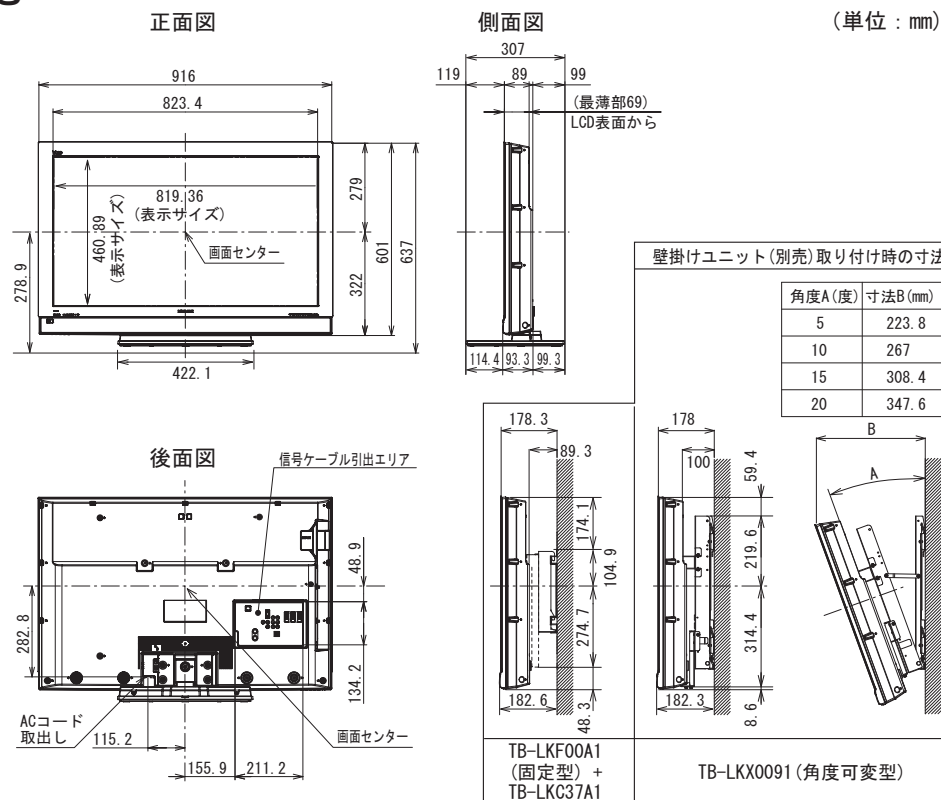 正面図
側面図
(単位：mm)
916
823.4
819.36
(表示サイズ)
460.89
(表示サイズ)
画面センター
278.9
279
322
601
637
422.1
307
119
89
99
(最薄部69)
LCD表面から
114.4
93.3
99.3
壁掛けユニット(別売)取り付け時の寸法
角度A(度)
寸法B(mm)
5
223.8
10
267
15
308.4
20
347.6
後面図
信号ケーブル引出エリア
48.9
282.8
134.2
ACコード
取出し
115.2
155.9
211.2
画面センター
178.3
89.3
174.1
104.9
274.7
182.6
48.3
TB-LKF00A1
(固定型) +
TB-LKC37A1
178
100
59.4
219.6
314.4
182.3
8.6
B
A
TB-LKX0091(角度可変型)